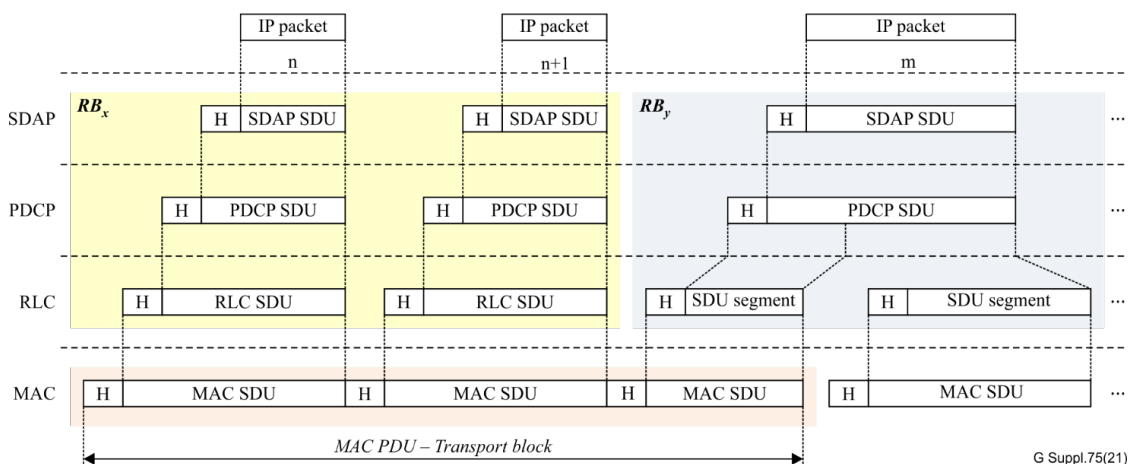 IP packet IP packet IP packet
n n+1 m
RBx RBy
SDAP H SDAP SDU H SDAP SDU H SDAP SDU ...
PDCP H PDCP SDU H PDCP SDU H PDCP SDU ...
RLC H RLC SDU H RLC SDU H SDU segment H SDU segment ...
MAC H MAC SDU H MAC SDU H MAC SDU H MAC SDU ...
MAC PDU – Transport block
G Suppl.75(21)